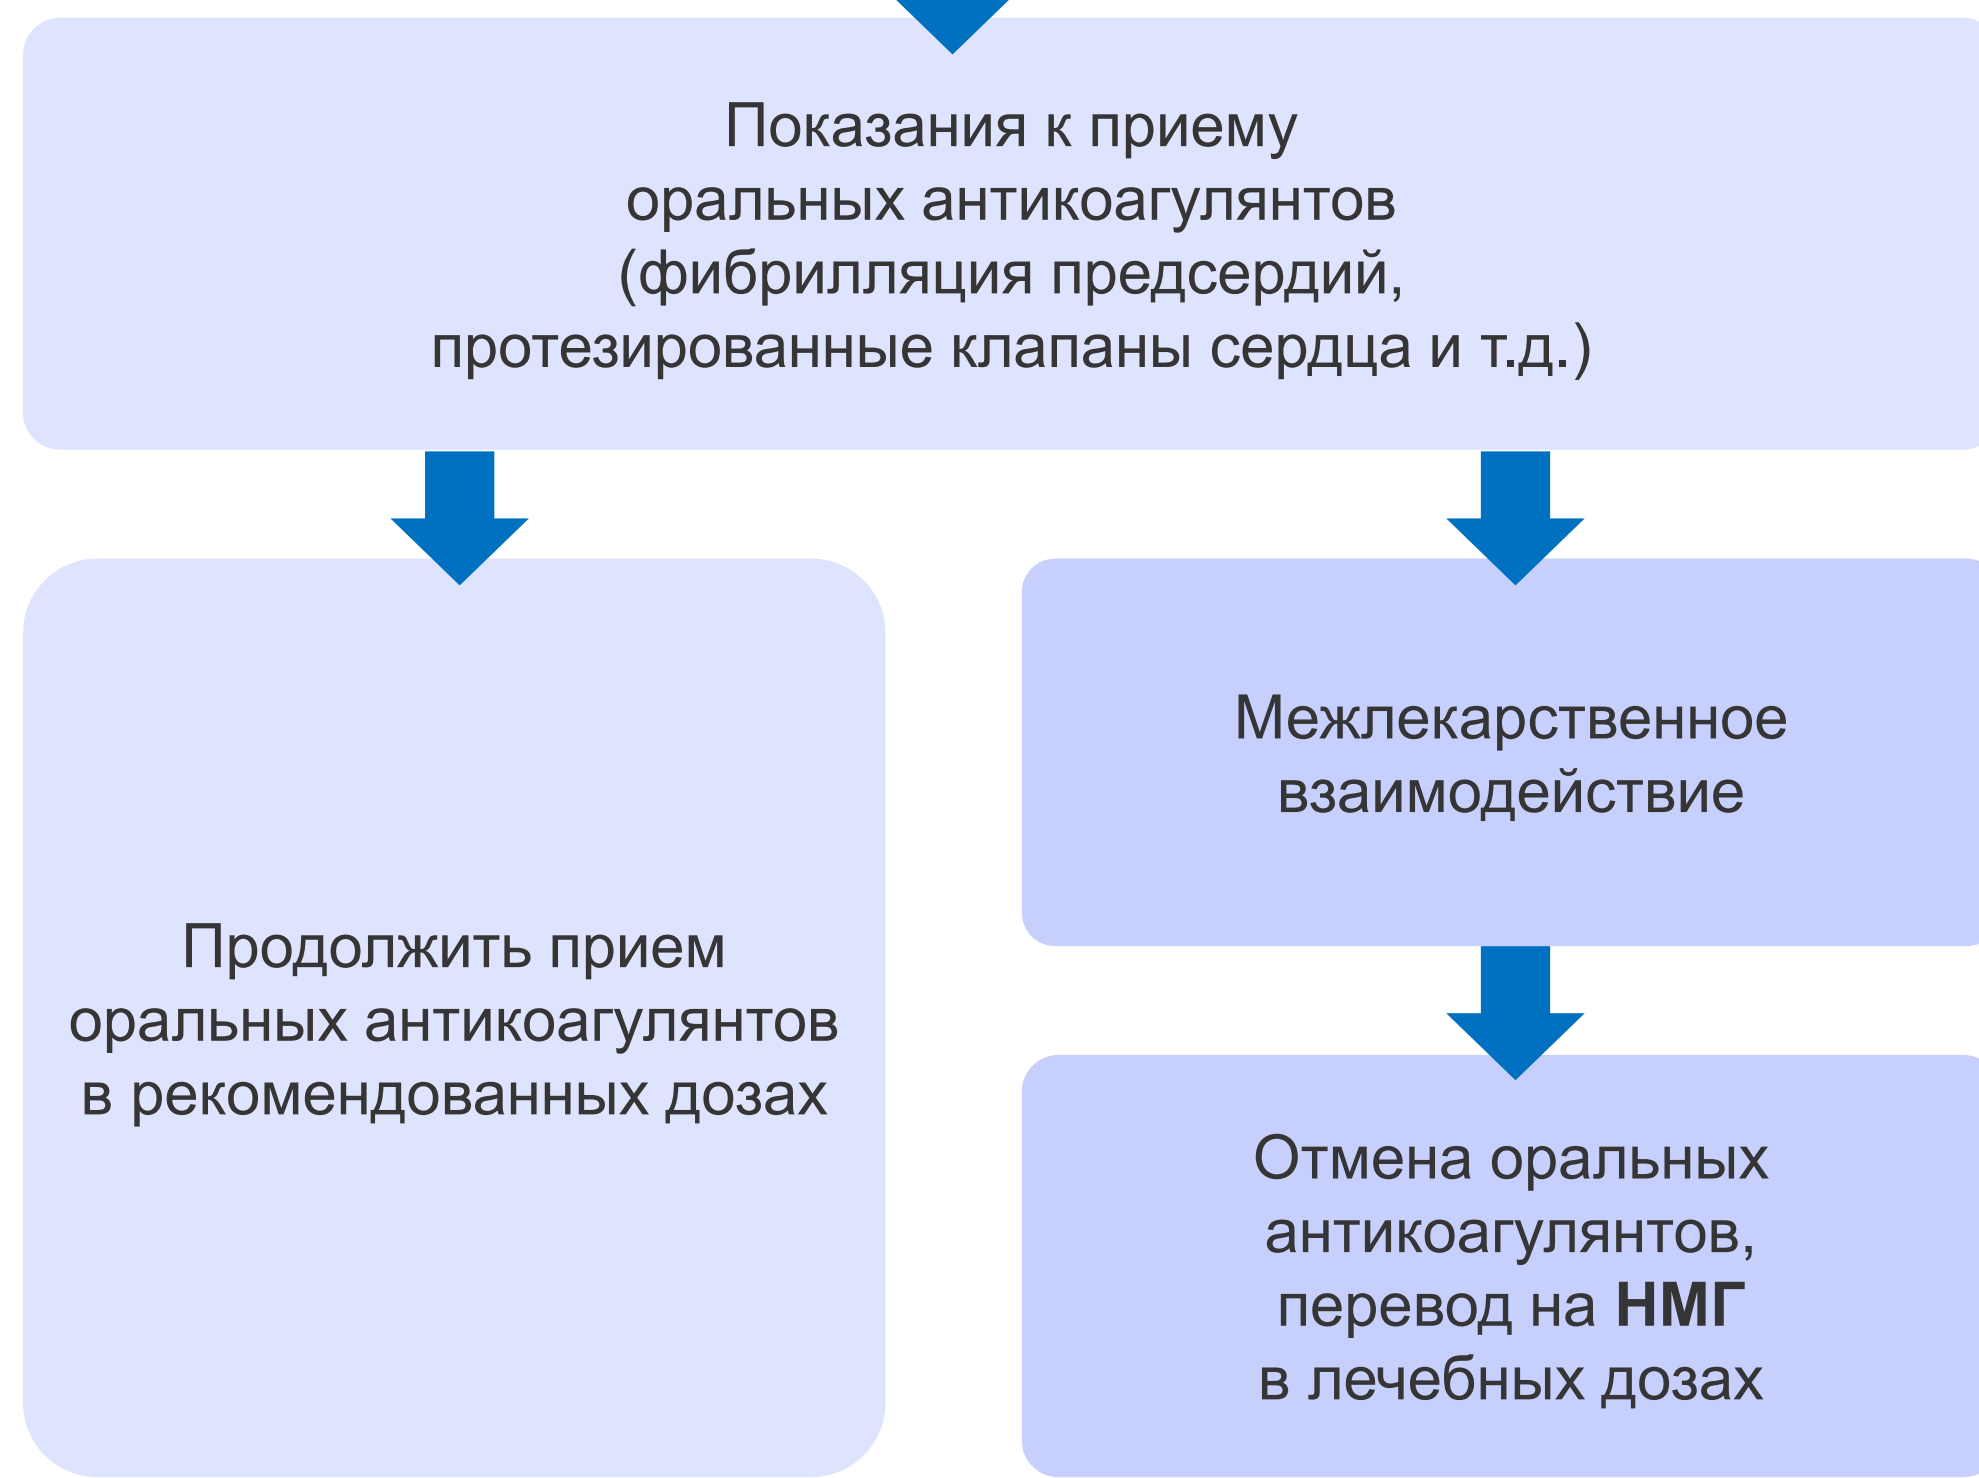 Показания к приему
оральных антикоагулянтов
(фибрилляция предсердий,
протезированные клапаны сердца и т.д.)
Продолжить прием
оральных антикоагулянтов
в рекомендованных дозах
Межлекарственное
взаимодействие
Отмена оральных
антикоагулянтов,
перевод на НМГ
в лечебных дозах